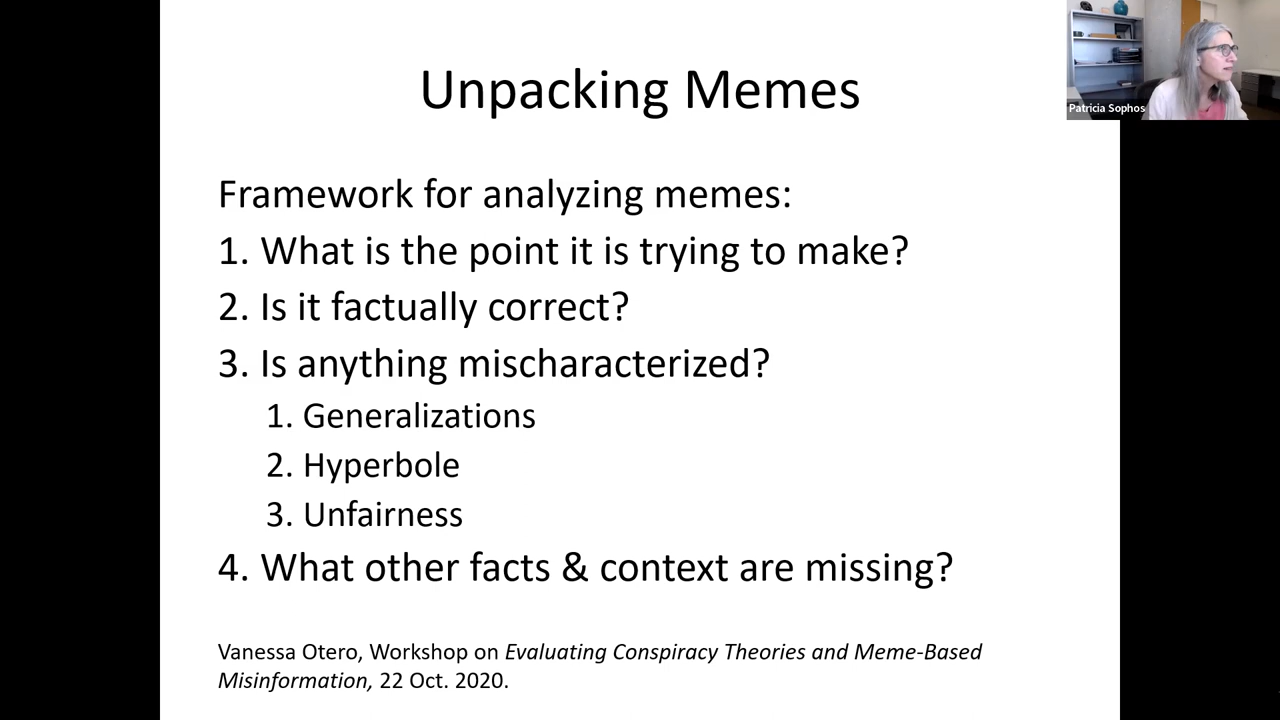 Unpacking Memes
Patricia Sophos
Framework for analyzing memes:
1. What is the point it is trying to make?
2. Is it factually correct?
3. Is anything mischaracterized?
1. Generalizations
2. Hyperbole
3. Unfairness
4. What other facts & context are missing?
Vanessa Otero, Workshop on Evaluating Conspiracy Theories and Meme-Based
Misinformation, 22 Oct. 2020.